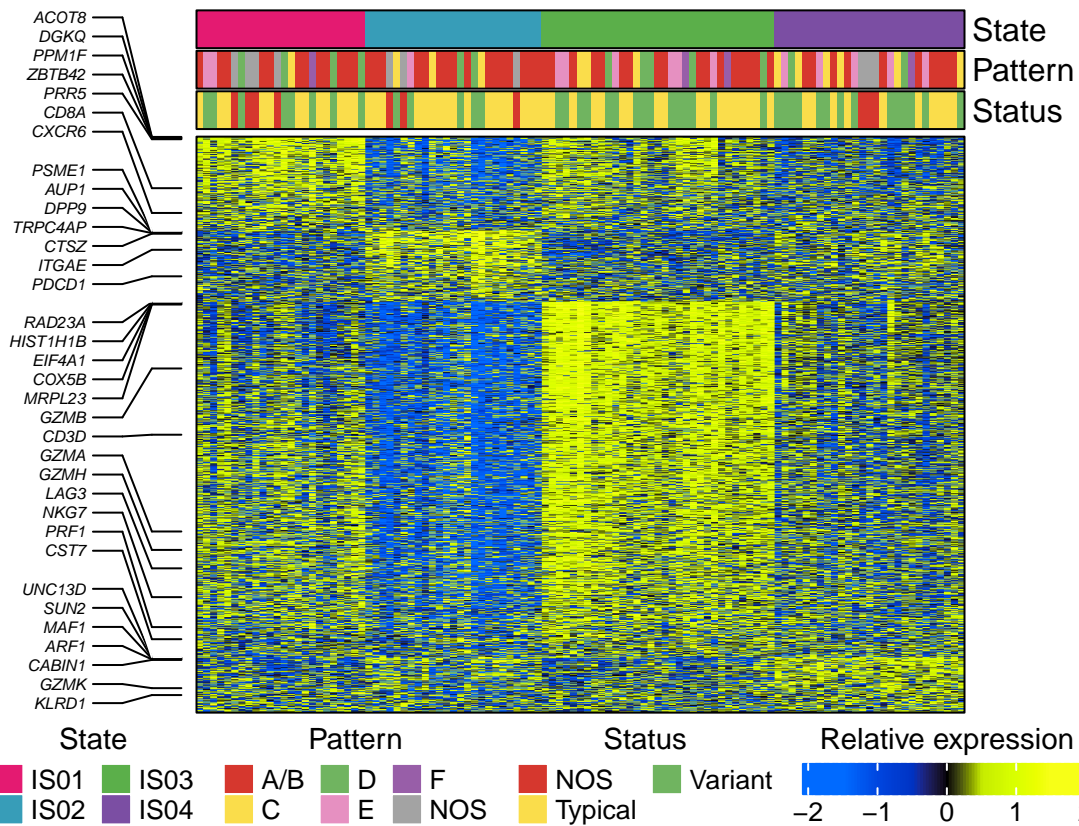 ACOT8
DGKQ
PPM1F
ZBTB42
PRR5
CD8A
CXCR6
PSME1
AUP1
DPP9
TRPC4AP
CTSZ
ITGAE
PDCD1
RAD23A
HIST1H1B
EIF4A1
COX5B
MRPL23
GZMB
CD3D
GZMA
GZMH
LAG3
NKG7
PRF1
CST7
UNC13D
SUN2
MAF1
ARF1
CABIN1
GZMK
KLRD1
State
Pattern
Status
State Pattern Status Relative expression
IS01 IS03 A/B D F NOS Variant
IS02 IS04 C E NOS Typical
−2 −1 0 1